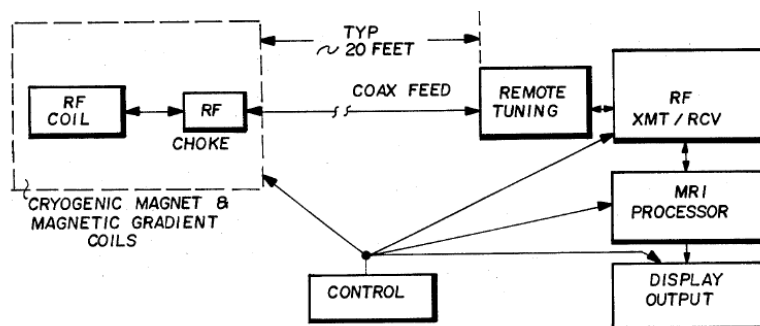 TYP
~ 20 FEET
RF
COIL
RF
CHOKE
COAX FEED
REMOTE
TUNING
RF
XMT / RCV
CRYOGENIC MAGNET &
MAGNETIC GRADIENT
COILS
MRI
PROCESSOR
CONTROL
DISPLAY
OUTPUT